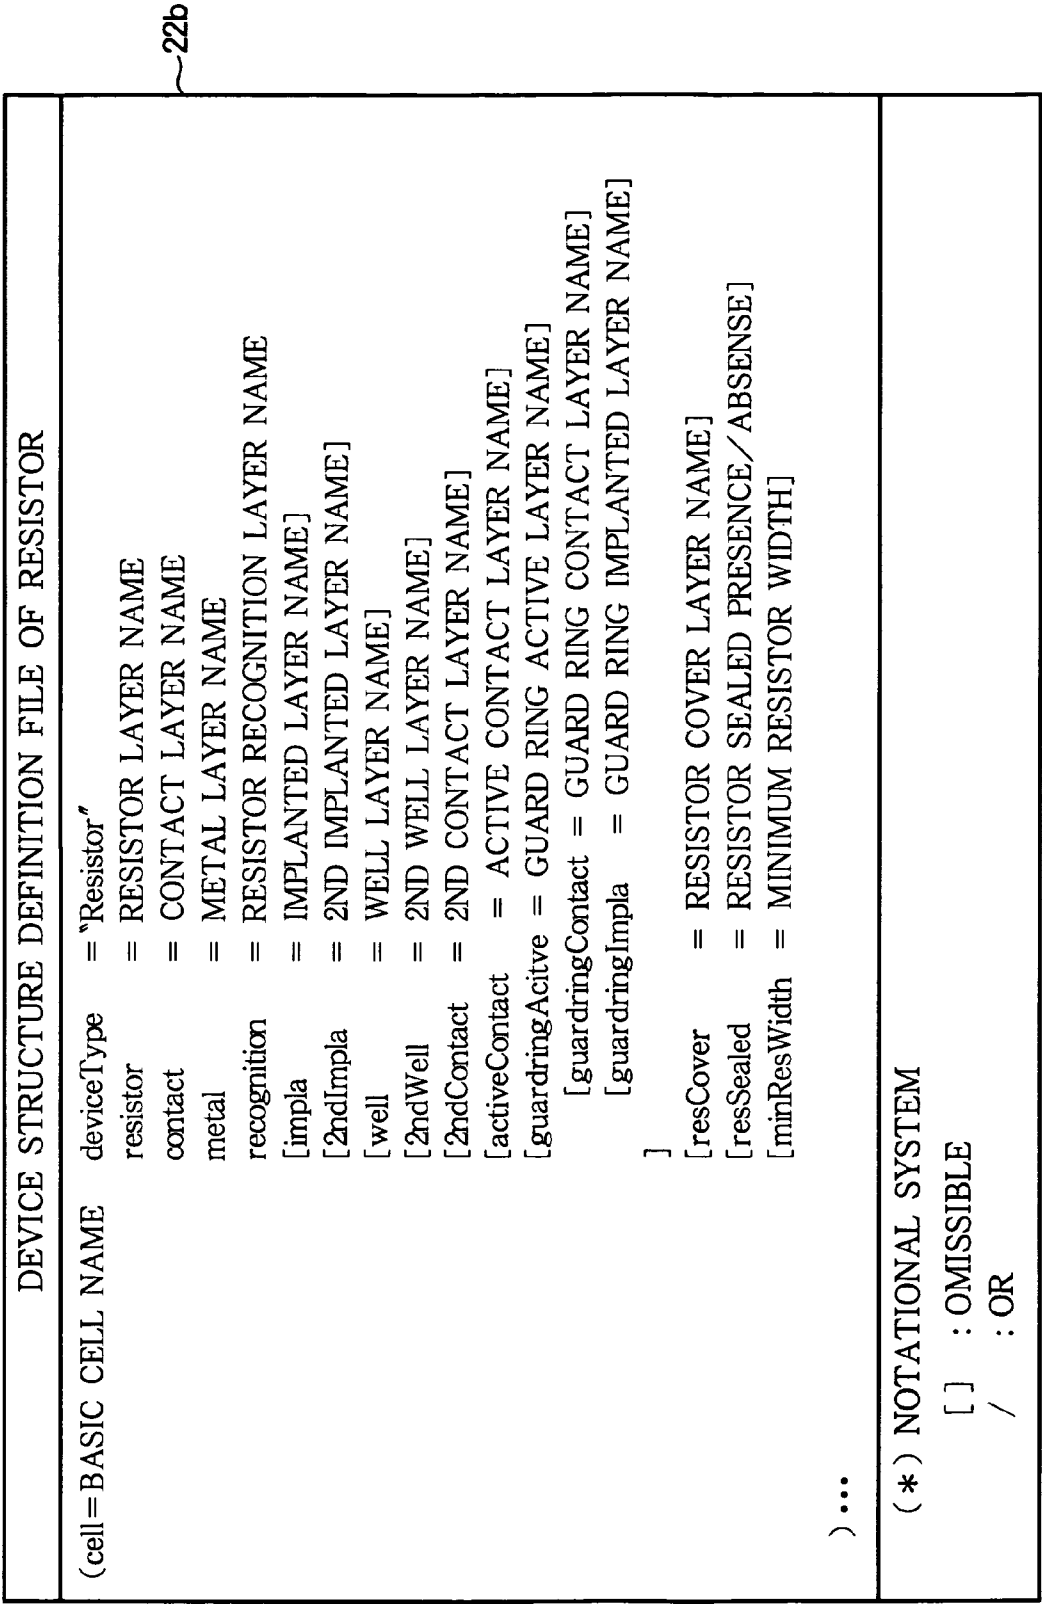 22b
DEVICE STRUCTURE DEFINITION FILE OF RESISTOR
(cell=BASIC CELL NAME deviceType = "Resistor"
resistor = RESISTOR LAYER NAME
contact = CONTACT LAYER NAME
metal = METAL LAYER NAME
recognition = RESISTOR RECOGNITION LAYER NAME
[impla = IMPLANTED LAYER NAME]
[2ndImpla = 2ND IMPLANTED LAYER NAME]
[well = WELL LAYER NAME]
[2ndWell = 2ND WELL LAYER NAME]
[2ndContact = 2ND CONTACT LAYER NAME]
[activeContact = ACTIVE CONTACT LAYER NAME]
[guardringAcitve = GUARD RING ACTIVE LAYER NAME]
[guardringContact = GUARD RING CONTACT LAYER NAME]
[guardringImpla = GUARD RING IMPLANTED LAYER NAME]
]
[resCover = RESISTOR COVER LAYER NAME]
[resSealed = RESISTOR SEALED PRESENCE/ABSENSE]
[minResWidth = MINIMUM RESISTOR WIDTH]
)•••
(*) NOTATIONAL SYSTEM
[] : OMISSIBLE
/ : OR